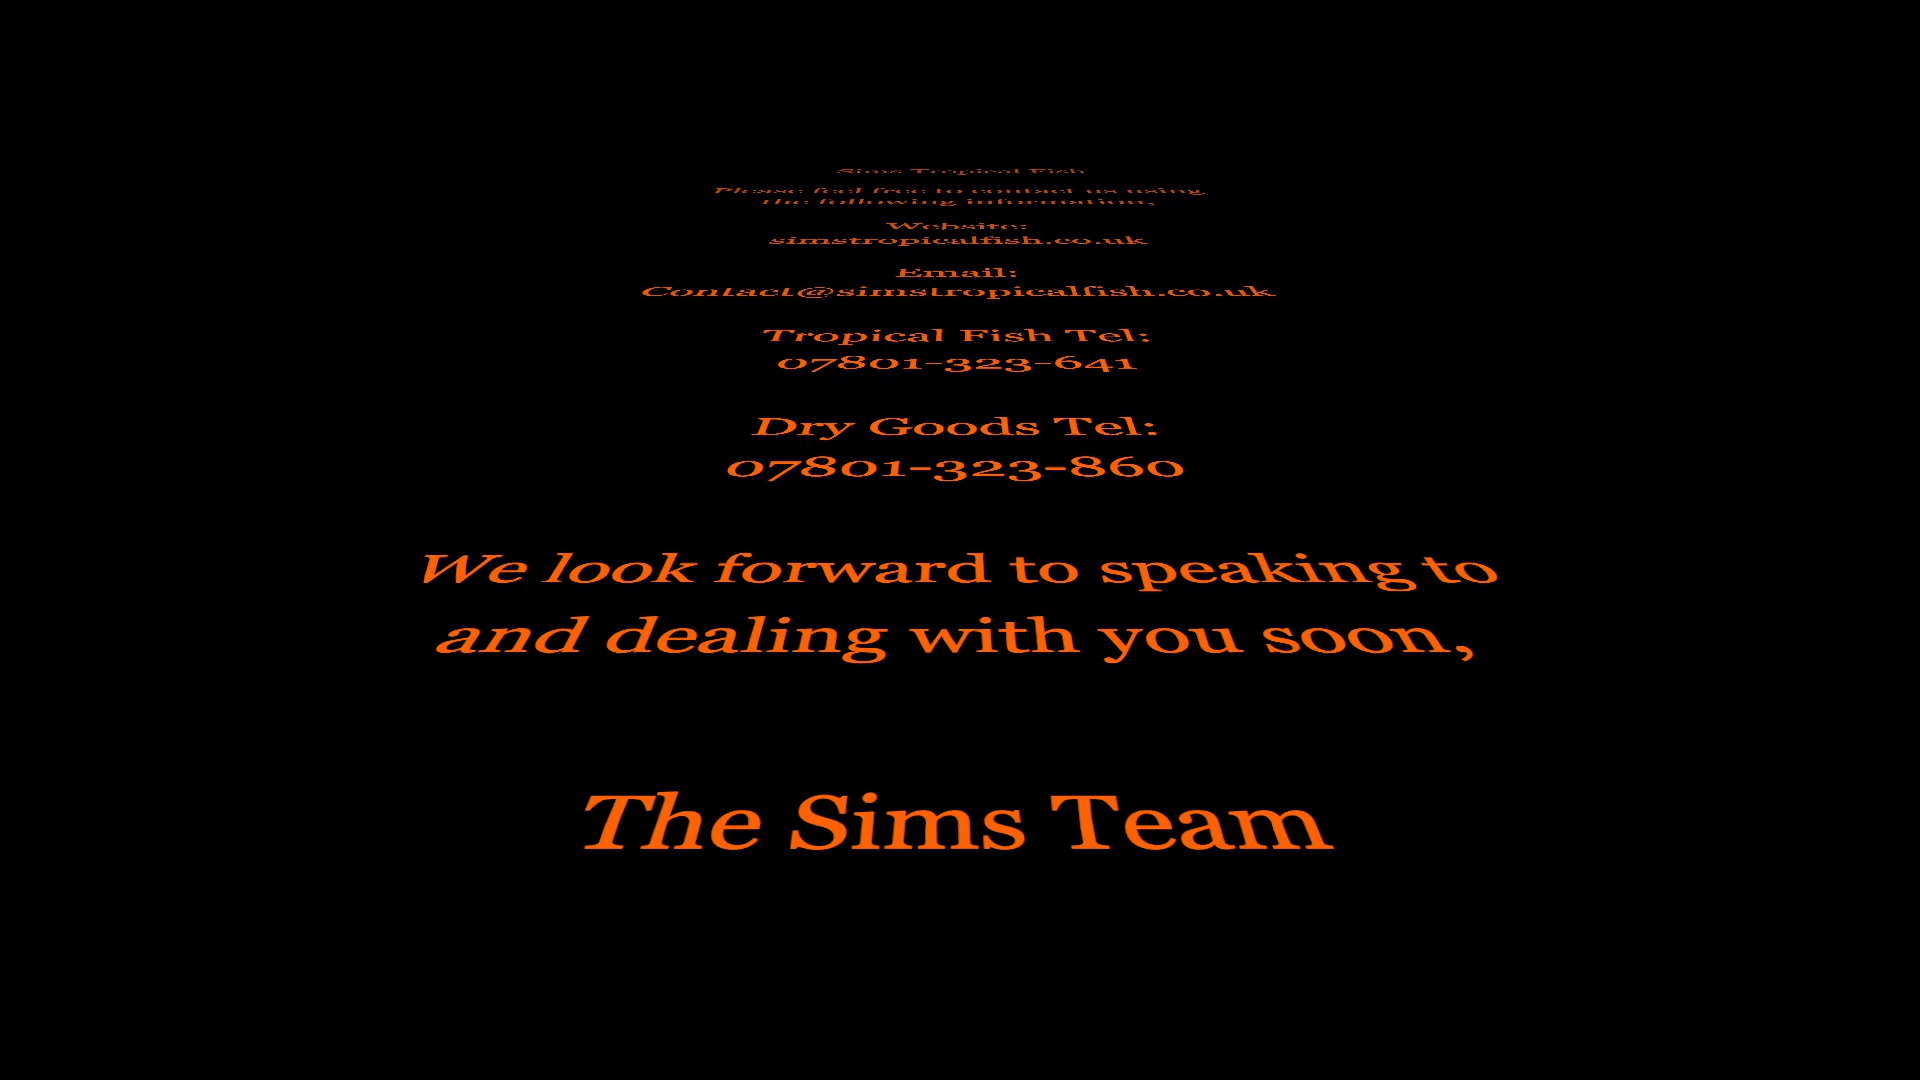 Sims Tropical Fish
Please feel free to contact us using
the following information,
Website:
simstropicalfish.co.uk
Email:
Contact@simstropicalfish.co.uk
Tropical Fish Tel:
07801-323-641
Dry Goods Tel:
07801-323-860
We look forward to speaking to
and dealing with you soon,
The Sims Team